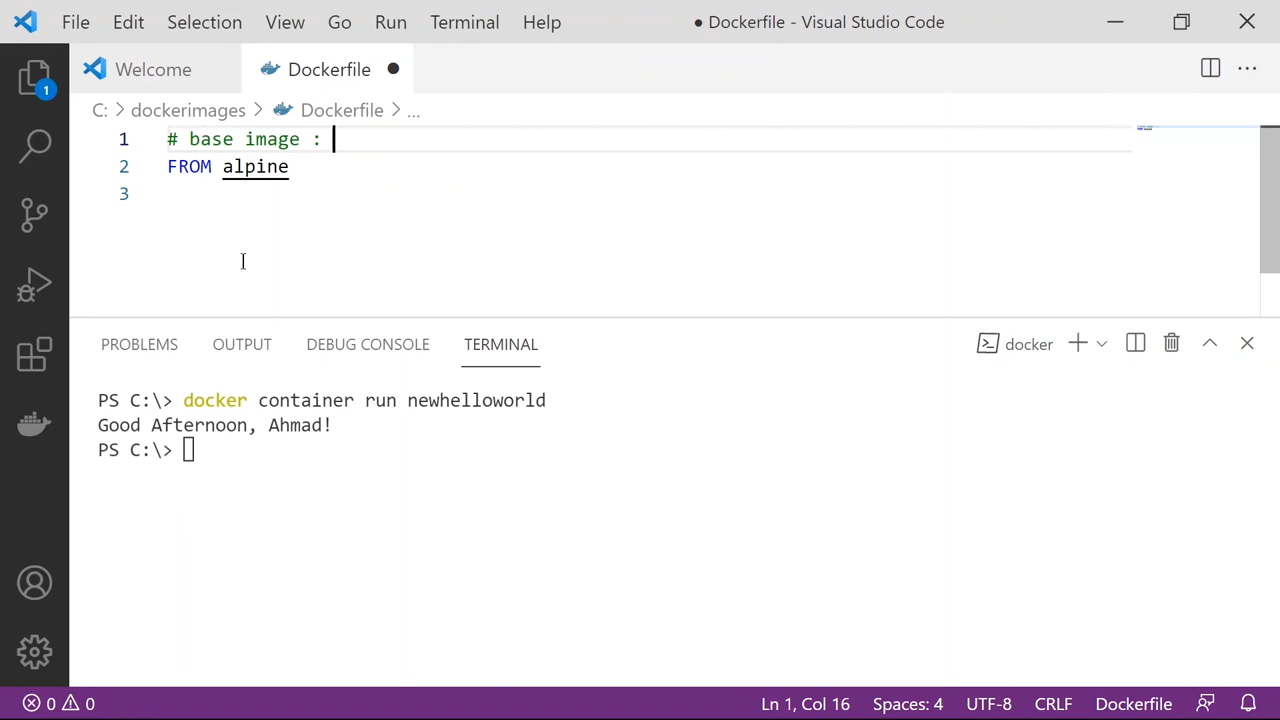 File Edit Selection View Go Run Terminal Help ● Dockerfile - Visual Studio Code
Welcome Dockerfile ●
C: > dockerimages > Dockerfile > ...
1 # base image :
2 FROM alpine
3
1
PROBLEMS OUTPUT DEBUG CONSOLE TERMINAL docker
PS C:\> docker container run newhelloworld
Good Afternoon, Ahmad!
PS C:\>
0 0 Ln 1, Col 16 Spaces: 4 UTF-8 CRLF Dockerfile